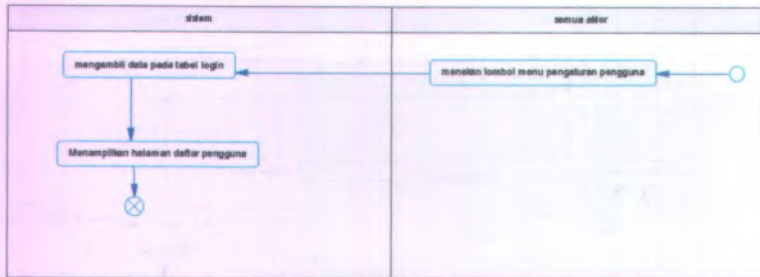 sistem
semua aktor
mengambil data pada tabel login
menekan tombol menu pengaturan pengguna
Menampilkan halaman daftar pengguna